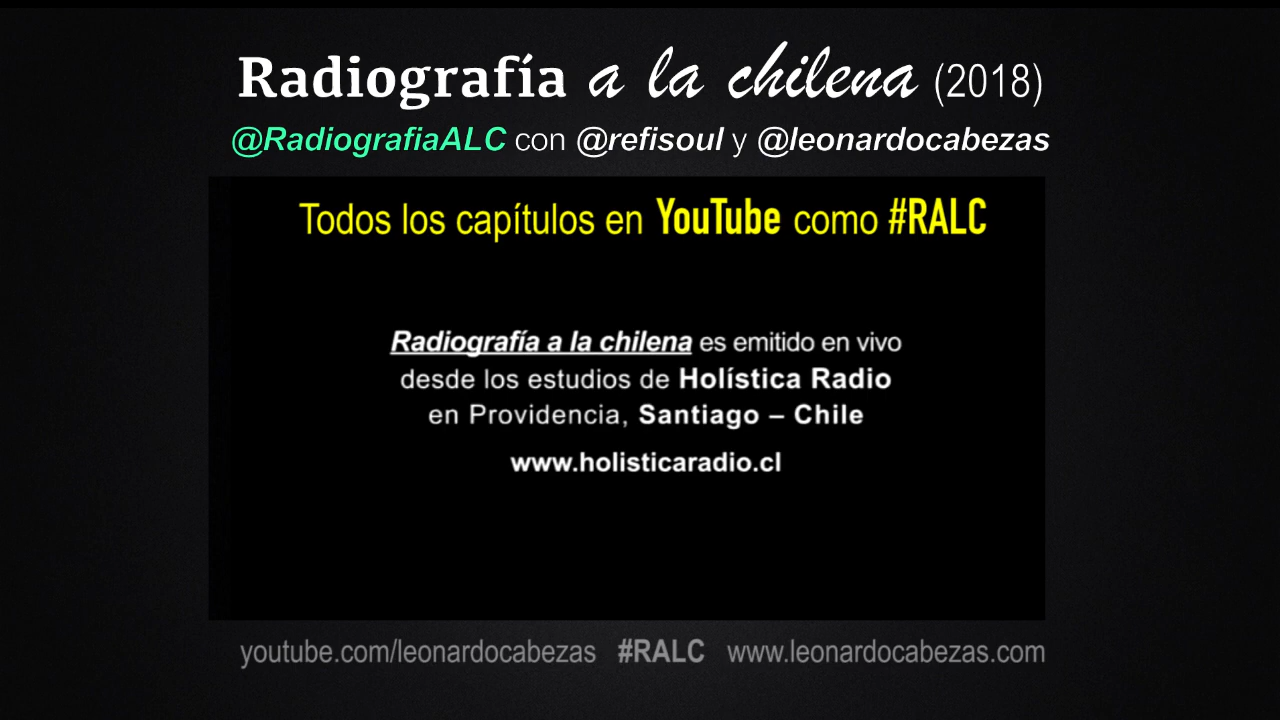 Radiografía a la chilena (2018)
@RadiografiaALC con @refisoul y @leonardocabezas
Todos los capítulos en YouTube como #RALC
Radiografía a la chilena es emitido en vivo
desde los estudios de Holística Radio
en Providencia, Santiago – Chile
www.holisticaradio.cl
youtube.com/leonardocabezas #RALC www.leonardocabezas.com